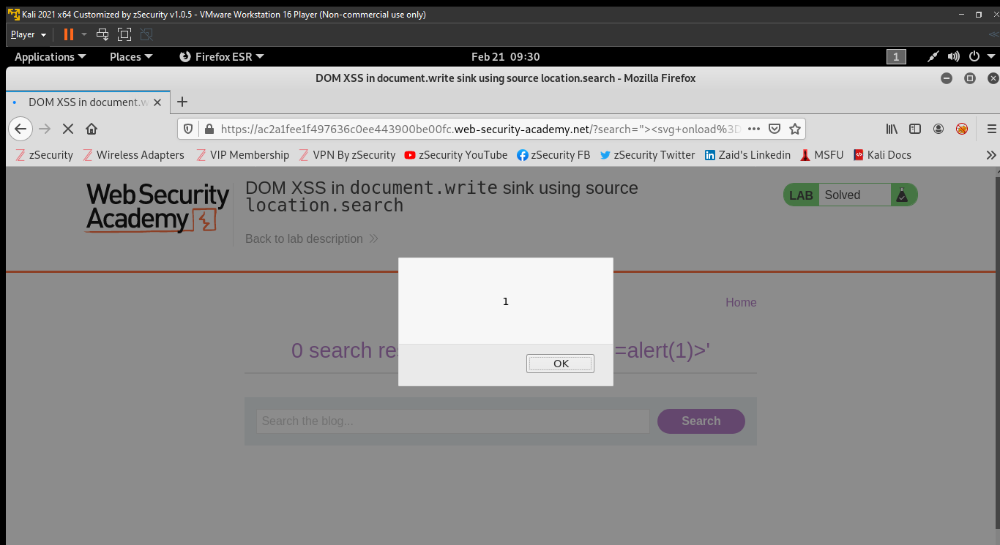 Kali 2021 x64 Customized by zSecurity v1.0.5 - VMware Workstation 16 Player (Non-commercial use only)
Player
Applications Places Firefox ESR Feb 21 09:30 1
DOM XSS in document.write sink using source location.search - Mozilla Firefox
DOM XSS in document.w
https://ac2a1fee1f497636c0ee443900be00fc.web-security-academy.net/?search="><svg+onload%3D
zSecurity Wireless Adapters VIP Membership VPN By zSecurity zSecurity YouTube zSecurity FB zSecurity Twitter Zaid's Linkedin MSFU Kali Docs
Web Security
Academy
DOM XSS in document.write sink using source
location.search
LAB Solved
Back to lab description
1
OK
Home
0 search res =alert(1)>'
Search the blog... Search